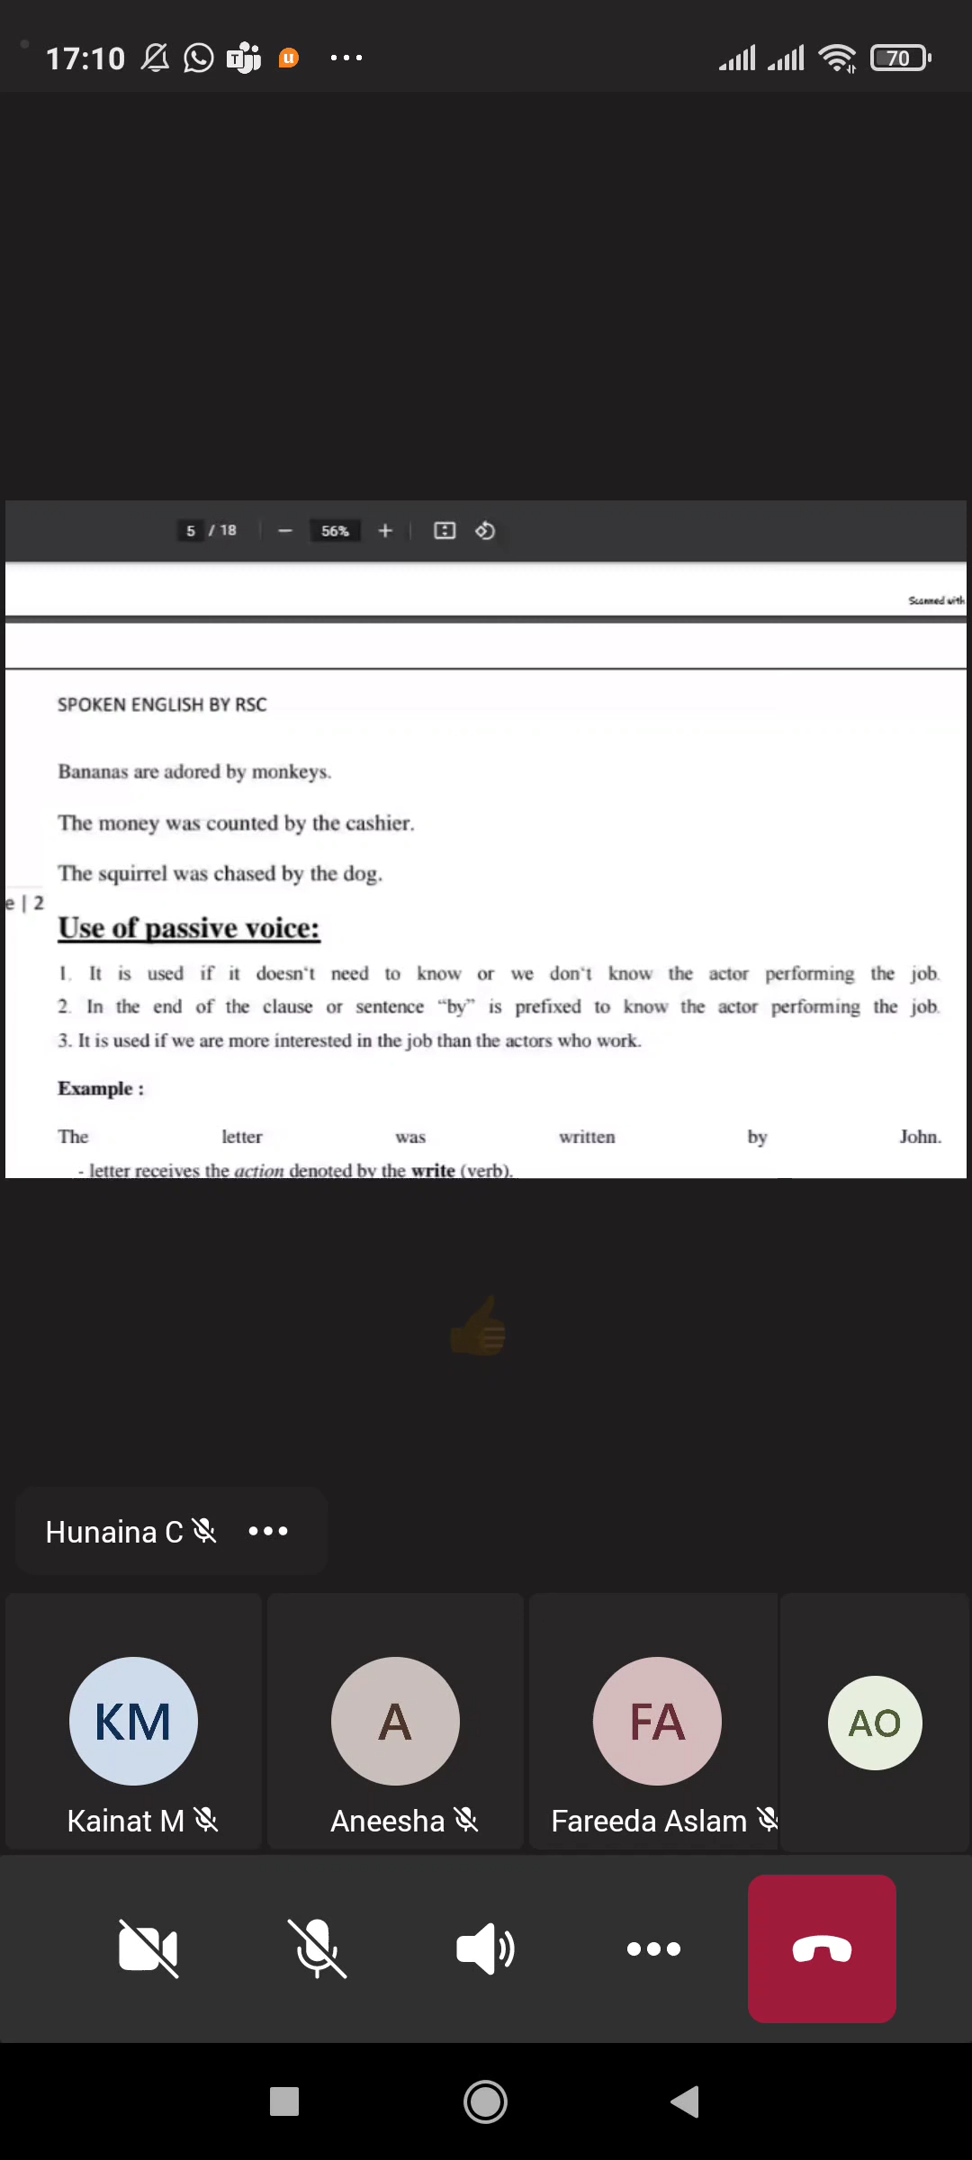 17:10
70
5 / 18
56%
Scanned with
SPOKEN ENGLISH BY RSC
Bananas are adored by monkeys.
The money was counted by the cashier.
The squirrel was chased by the dog.
e | 2
Use of passive voice:
1. It is used if it doesn't need to know or we don't know the actor performing the job.
2. In the end of the clause or sentence “by” is prefixed to know the actor performing the job.
3. It is used if we are more interested in the job than the actors who work.
Example :
The letter was written by John.
- letter receives the action denoted by the write (verb).
Hunaina C
KM
A
FA
AO
Kainat M
Aneesha
Fareeda Aslam